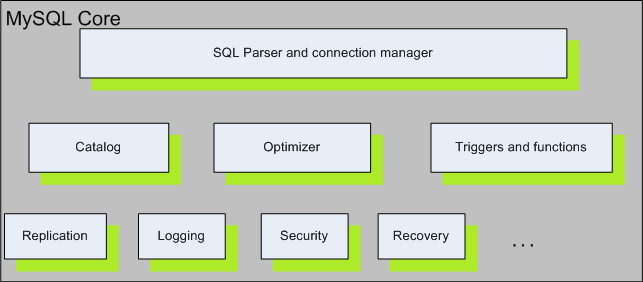 MySQL Core
SQL Parser and connection manager
Catalog
Optimizer
Triggers and functions
Replication
Logging
Security
Recovery
...